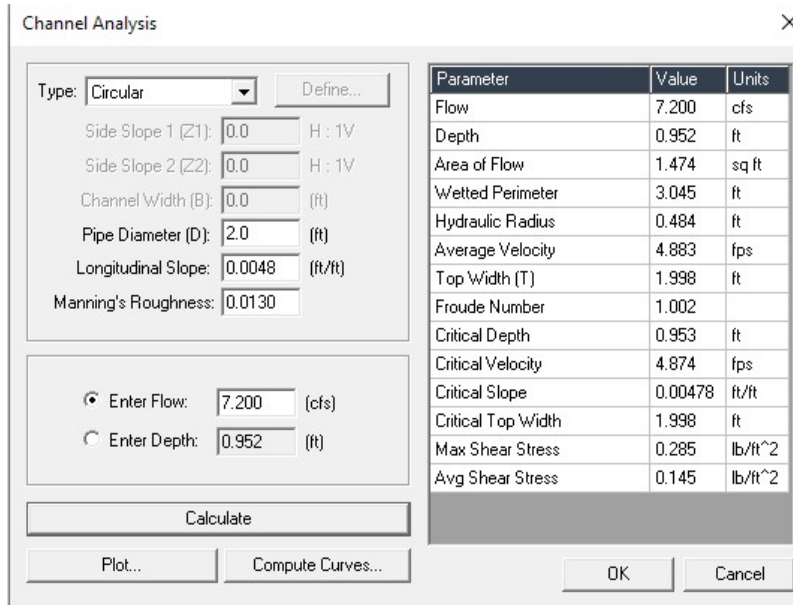 Channel Analysis
Type: Circular Define...
Side Slope 1 (Z1): 0.0 H : 1V
Side Slope 2 (Z2): 0.0 H : 1V
Channel Width (B): 0.0 (ft)
Pipe Diameter (D): 2.0 (ft)
Longitudinal Slope: 0.0048 (ft/ft)
Manning's Roughness: 0.0130
Enter Flow: 7.200 (cfs)
Enter Depth: 0.952 (ft)
Calculate
Plot... Compute Curves...
Parameter Value Units
Flow 7.200 cfs
Depth 0.952 ft
Area of Flow 1.474 sq ft
Wetted Perimeter 3.045 ft
Hydraulic Radius 0.484 ft
Average Velocity 4.883 fps
Top Width (T) 1.998 ft
Froude Number 1.002
Critical Depth 0.953 ft
Critical Velocity 4.874 fps
Critical Slope 0.00478 ft/ft
Critical Top Width 1.998 ft
Max Shear Stress 0.285 lb/ft^2
Avg Shear Stress 0.145 lb/ft^2
OK Cancel